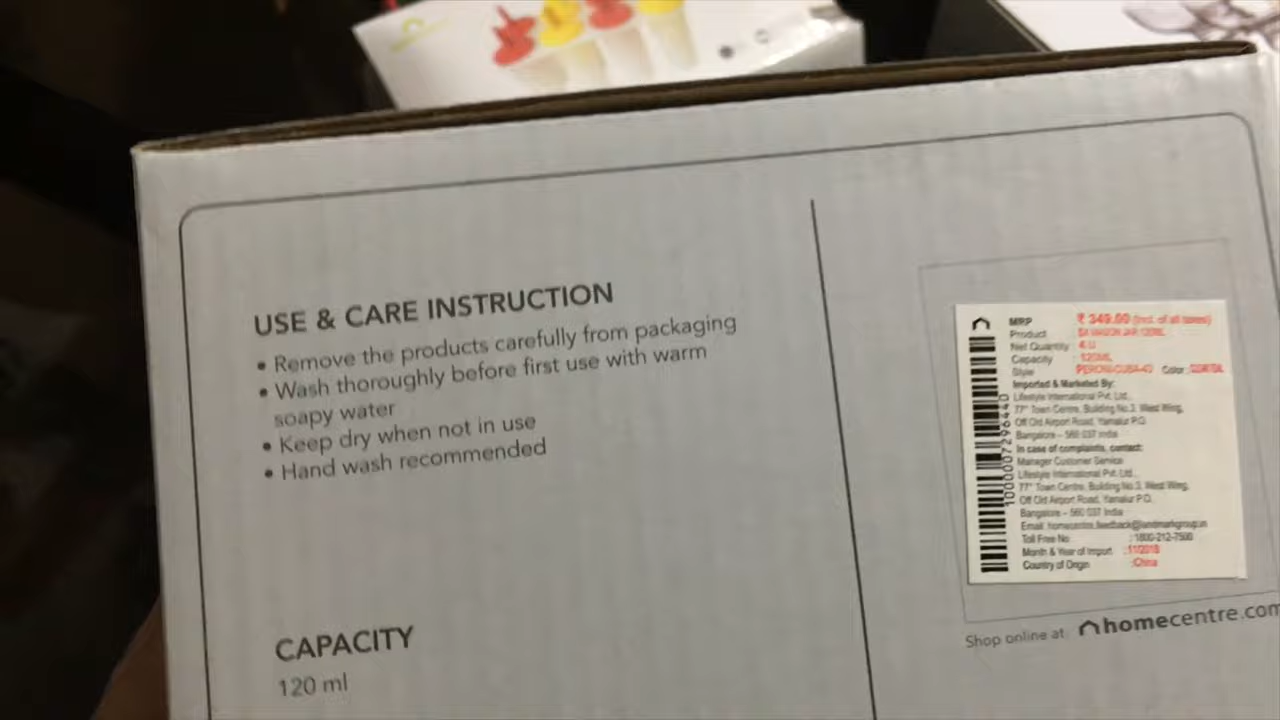 USE & CARE INSTRUCTION
• Remove the products carefully from packaging
• Wash thoroughly before first use with warm
soapy water
• Keep dry when not in use
• Hand wash recommended
CAPACITY
120 ml
MRP ₹ 349.00 (Incl. of all taxes)
Product
Net Quantity : 4 U
Capacity : 120ML
Style Color
Imported & Marketed By:
Lifestyle International Pvt. Ltd.,
77° Town Centre, Building No.3, West Wing,
Off Old Airport Road, Yamalur P.O.
Bangalore – 560 037 India
In case of complaints, contact:
Manager Customer Service
Lifestyle International Pvt. Ltd.,
77° Town Centre, Building No.3, West Wing,
Off Old Airport Road, Yamalur P.O.
Bangalore – 560 037 India
Email: homecentre.feedback@landmarkgroup.in
Toll Free No : 1800-212-7500
Month & Year of Import : 11/2018
Country of Origin :China
1000007296440
Shop online at: homecentre.com